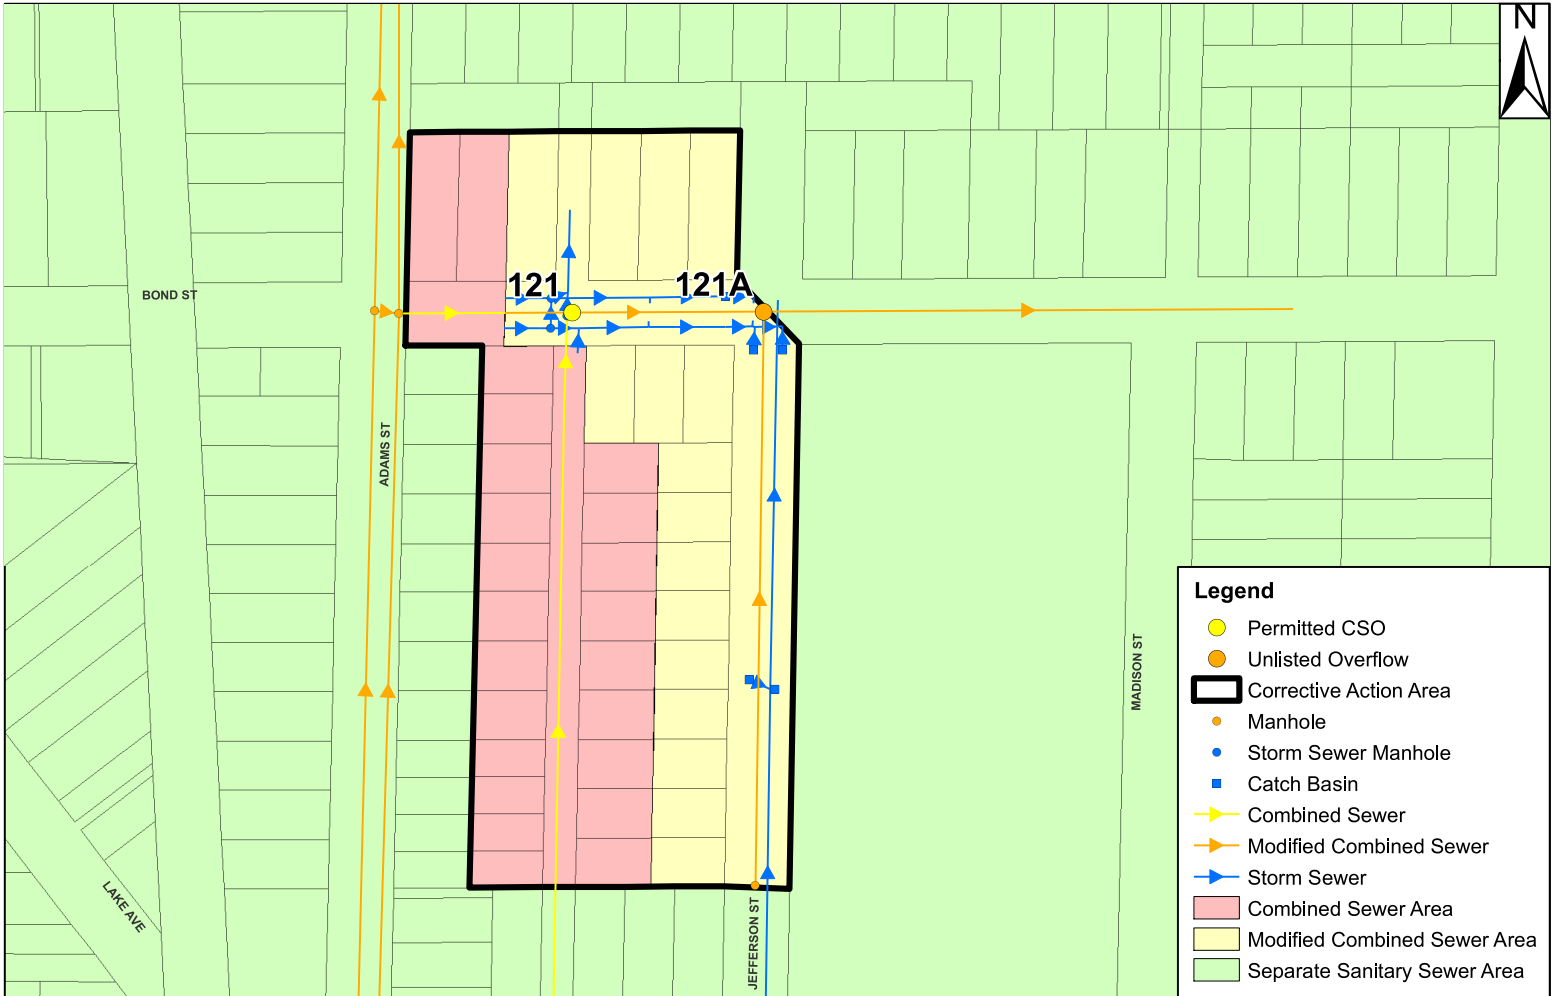 N
121 121A
BOND ST
ADAMS ST
MADISON ST
LAKE AVE
JEFFERSON ST
Legend
Permitted CSO
Unlisted Overflow
Corrective Action Area
Manhole
Storm Sewer Manhole
Catch Basin
Combined Sewer
Modified Combined Sewer
Storm Sewer
Combined Sewer Area
Modified Combined Sewer Area
Separate Sanitary Sewer Area